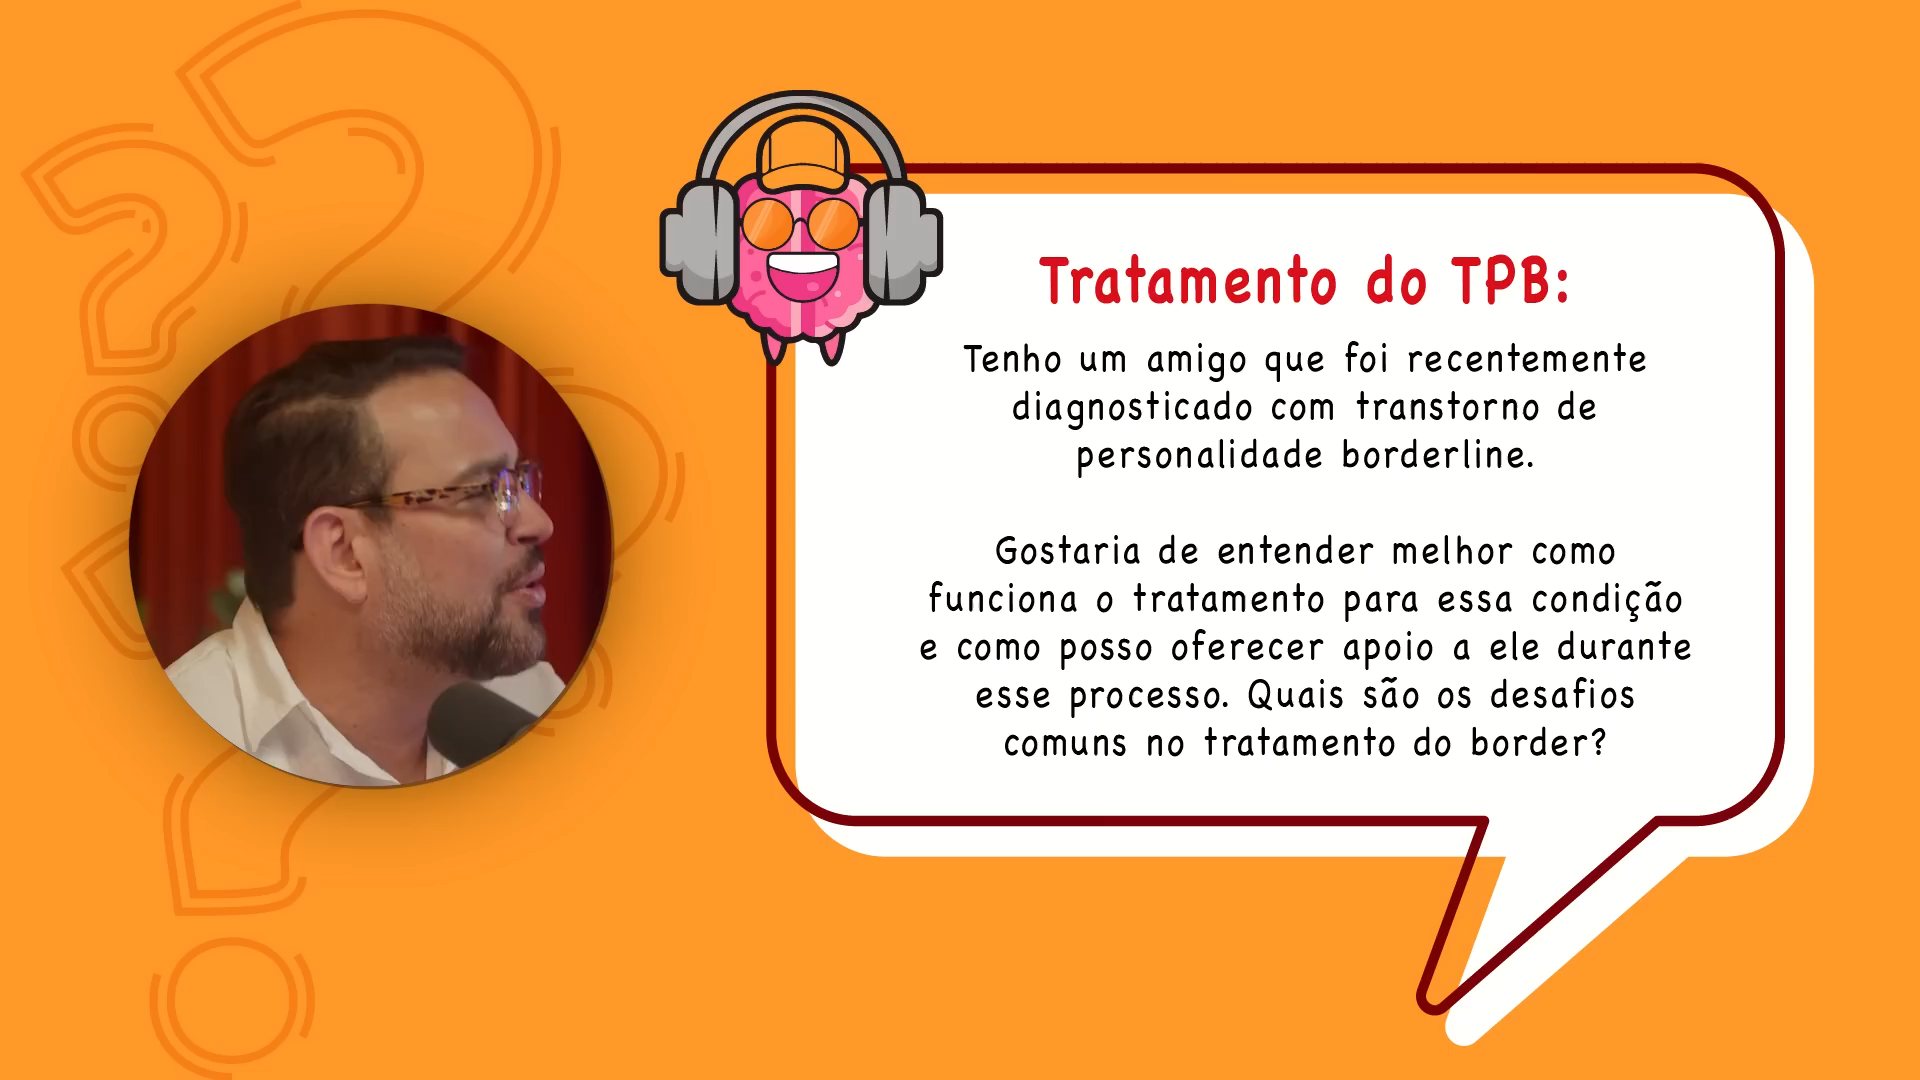 Tratamento do TPB:
Tenho um amigo que foi recentemente
diagnosticado com transtorno de
personalidade borderline.
Gostaria de entender melhor como
funciona o tratamento para essa condição
e como posso oferecer apoio a ele durante
esse processo. Quais são os desafios
comuns no tratamento do border?